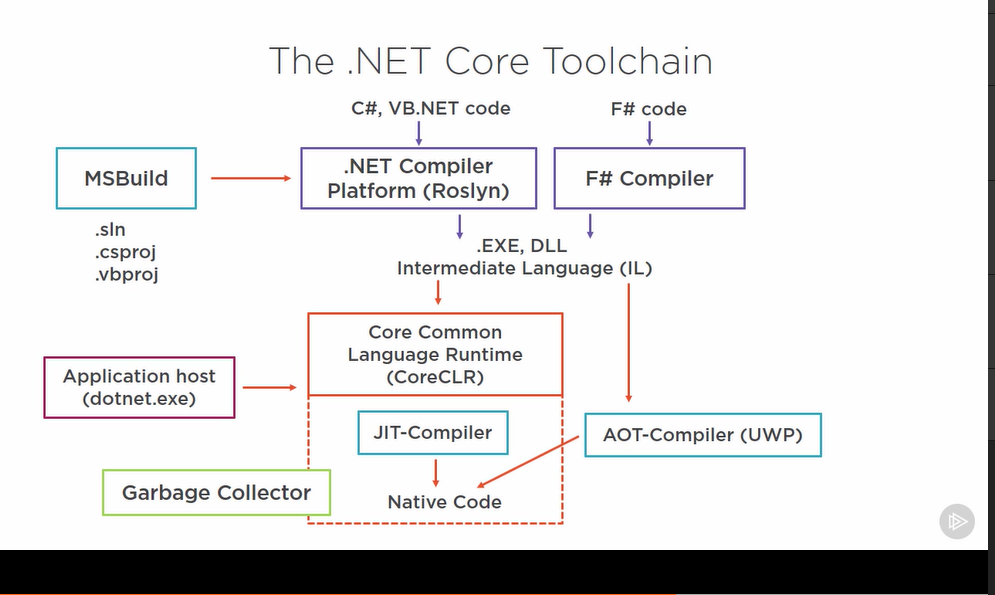 The .NET Core Toolchain
C#, VB.NET code
F# code
MSBuild
.NET Compiler
Platform (Roslyn)
F# Compiler
.sln
.csproj
.vbproj
.EXE, DLL
Intermediate Language (IL)
Core Common
Language Runtime
(CoreCLR)
Application host
(dotnet.exe)
JIT-Compiler
AOT-Compiler (UWP)
Garbage Collector
Native Code